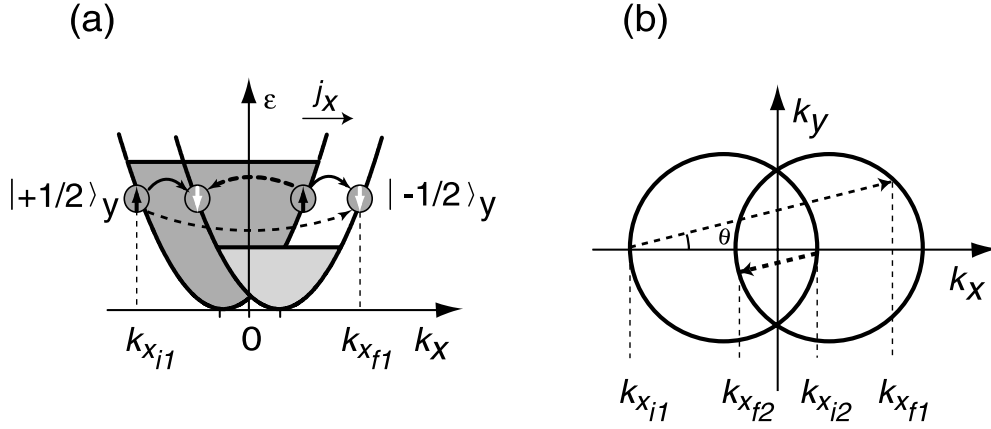 (a)
(b)
ε
j_x
k_y
|+1/2⟩_y
|-1/2⟩_y
θ
k_{x_{i1}}
0
k_{x_{f1}}
k_x
k_x
k_{x_{i1}}
k_{x_{f2}}
k_{x_{i2}}
k_{x_{f1}}